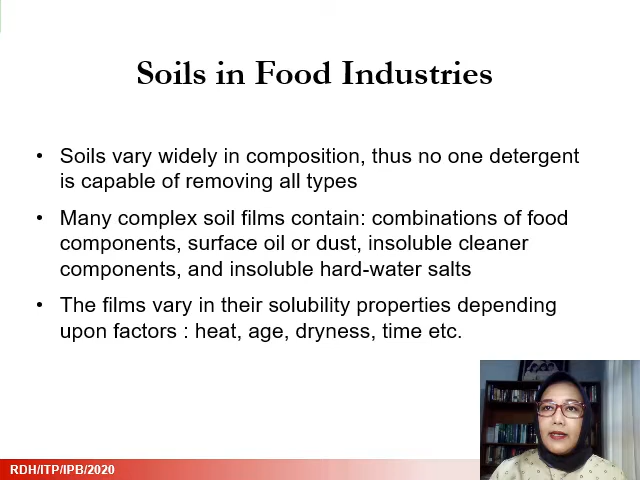 Soils in Food Industries
• Soils vary widely in composition, thus no one detergent
is capable of removing all types
• Many complex soil films contain: combinations of food
components, surface oil or dust, insoluble cleaner
components, and insoluble hard-water salts
• The films vary in their solubility properties depending
upon factors : heat, age, dryness, time etc.
RDH/ITP/IPB/2020